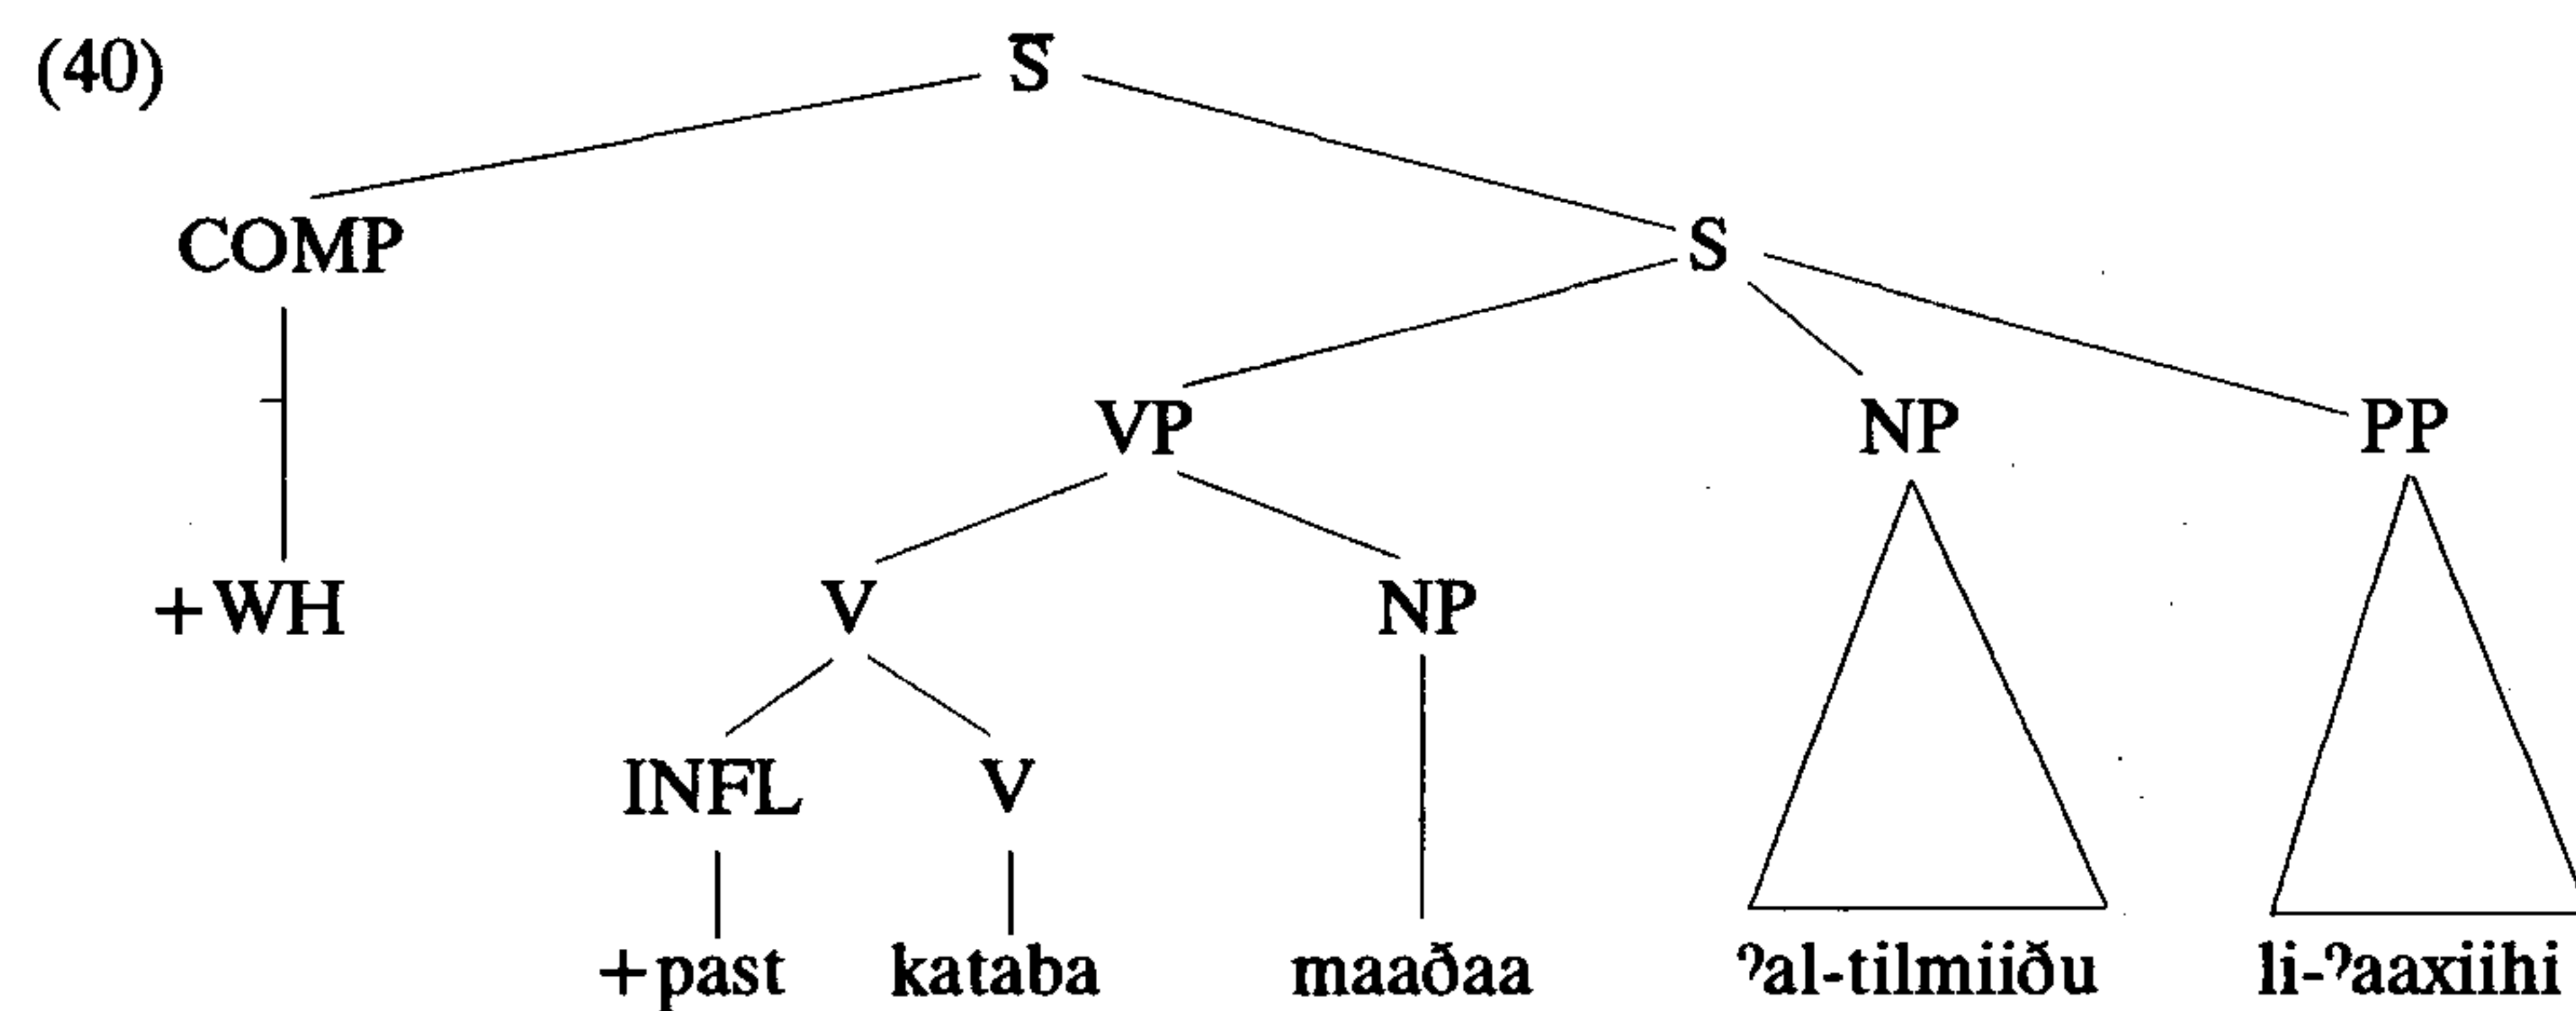 (40) S̄
COMP S
VP NP PP
+WH V NP
INFL V
+past kataba maaðaa ˀal-tilmiiðu li-ˀaaxiihi